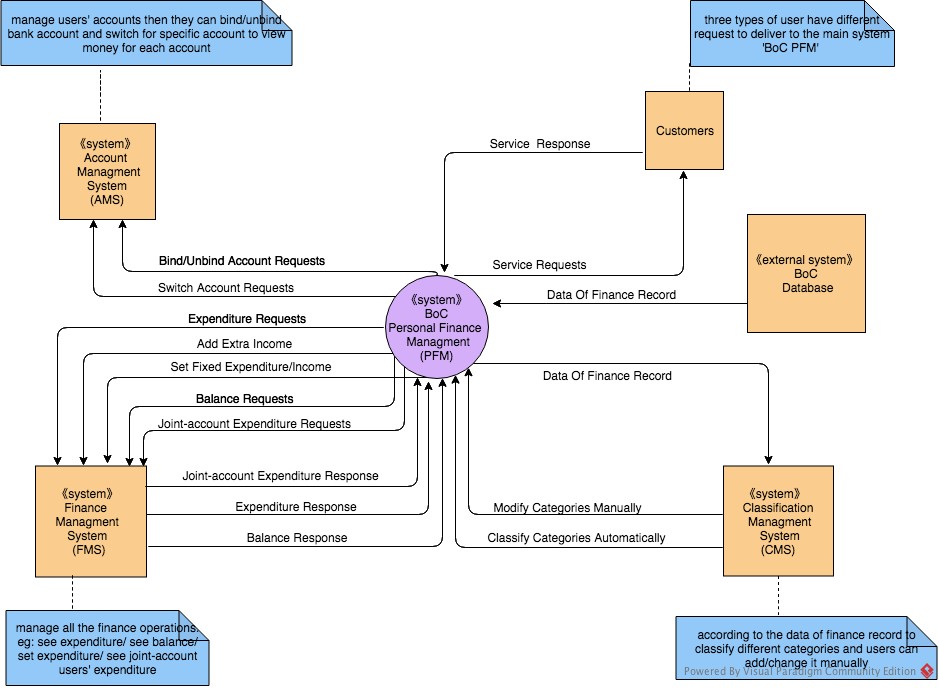 manage users' accounts then they can bind/unbind
bank account and switch for specific account to view
money for each account
three types of user have different
request to deliver to the main system
'BoC PFM'
《system》
Account
Managment
System
(AMS)
Customers
Service  Response
Bind/Unbind Account Requests
Service Requests
《external system》
BoC
Database
Switch Account Requests
Data Of Finance Record
《system》
BoC
Personal Finance
Managment
(PFM)
Expenditure Requests
Add Extra Income
Set Fixed Expenditure/Income
Data Of Finance Record
Balance Requests
Joint-account Expenditure Requests
Joint-account Expenditure Response
Expenditure Response
Balance Response
Modify Categories Manually
Classify Categories Automatically
《system》
Finance
Managment
System
(FMS)
《system》
Classification
Managment
System
(CMS)
manage all the finance operations.
eg: see expenditure/ see balance/
set expenditure/ see joint-account
users' expenditure
according to the data of finance record to
classify different categories and users can
add/change it manually
Powered By Visual Paradigm Community Edition